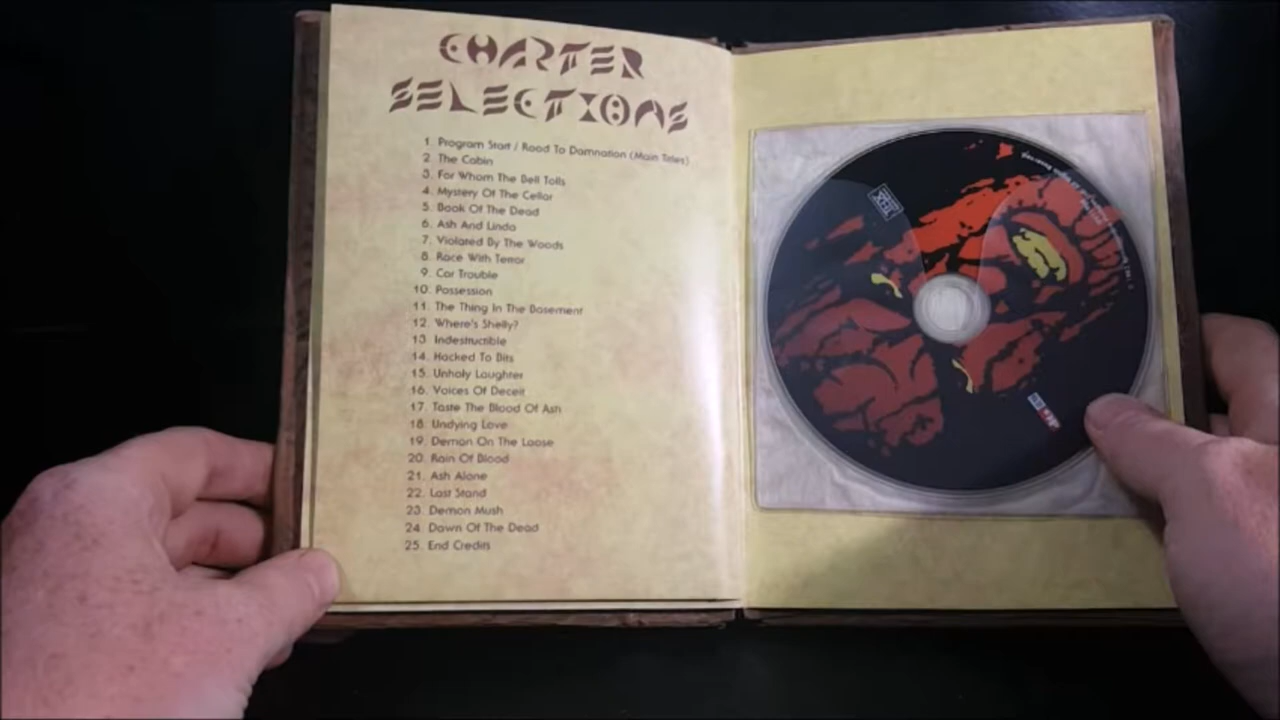 CHARTER
SELECTIONS
1. Program Start / Road To Damnation (Main Titles)
2. The Cabin
3. For Whom The Bell Tolls
4. Mystery Of The Cellar
5. Book Of The Dead
6. Ash And Linda
7. Violated By The Woods
8. Race With Terror
9. Car Trouble
10. Possession
11. The Thing In The Basement
12. Where's Shelly?
13. Indestructible
14. Hacked To Bits
15. Unholy Laughter
16. Voices Of Deceit
17. Taste The Blood Of Ash
18. Undying Love
19. Demon On The Loose
20. Rain Of Blood
21. Ash Alone
22. Last Stand
23. Demon Mush
24. Dawn Of The Dead
25. End Credits
THX